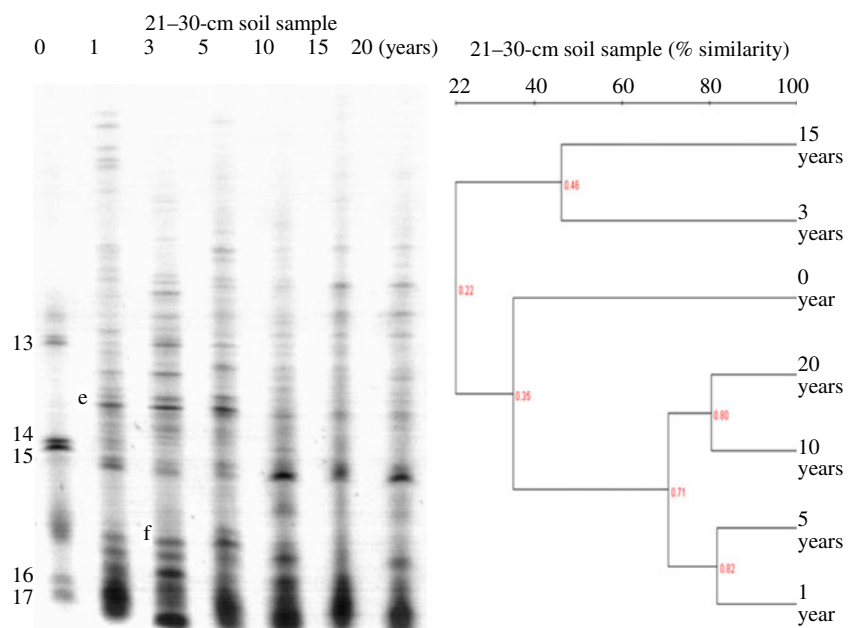 21–30-cm soil sample
0 1 3 5 10 15 20 (years)
13
e
14
15
f
16
17
21–30-cm soil sample (% similarity)
22 40 60 80 100
15
years
0.46
3
years
0.22
0
year
0.35
20
years
0.80
10
years
0.71
5
years
0.82
1
year